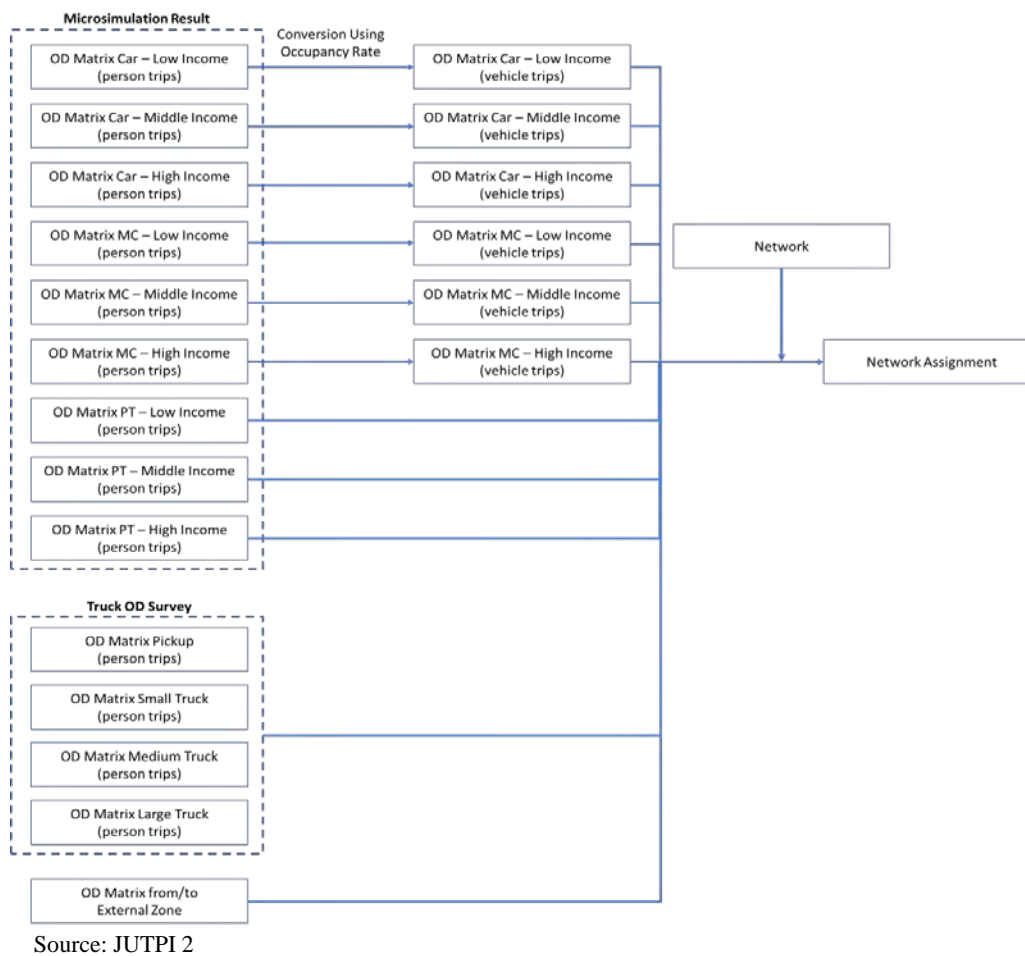 Microsimulation Result
Conversion Using
Occupancy Rate
OD Matrix Car – Low Income
(person trips)
OD Matrix Car – Low Income
(vehicle trips)
OD Matrix Car – Middle Income
(person trips)
OD Matrix Car – Middle Income
(vehicle trips)
OD Matrix Car – High Income
(person trips)
OD Matrix Car – High Income
(vehicle trips)
OD Matrix MC – Low Income
(person trips)
OD Matrix MC – Low Income
(vehicle trips)
Network
OD Matrix MC – Middle Income
(person trips)
OD Matrix MC – Middle Income
(vehicle trips)
OD Matrix MC – High Income
(person trips)
OD Matrix MC – High Income
(vehicle trips)
Network Assignment
OD Matrix PT – Low Income
(person trips)
OD Matrix PT – Middle Income
(person trips)
OD Matrix PT – High Income
(person trips)
Truck OD Survey
OD Matrix Pickup
(person trips)
OD Matrix Small Truck
(person trips)
OD Matrix Medium Truck
(person trips)
OD Matrix Large Truck
(person trips)
OD Matrix from/to
External Zone
Source: JUTPI 2